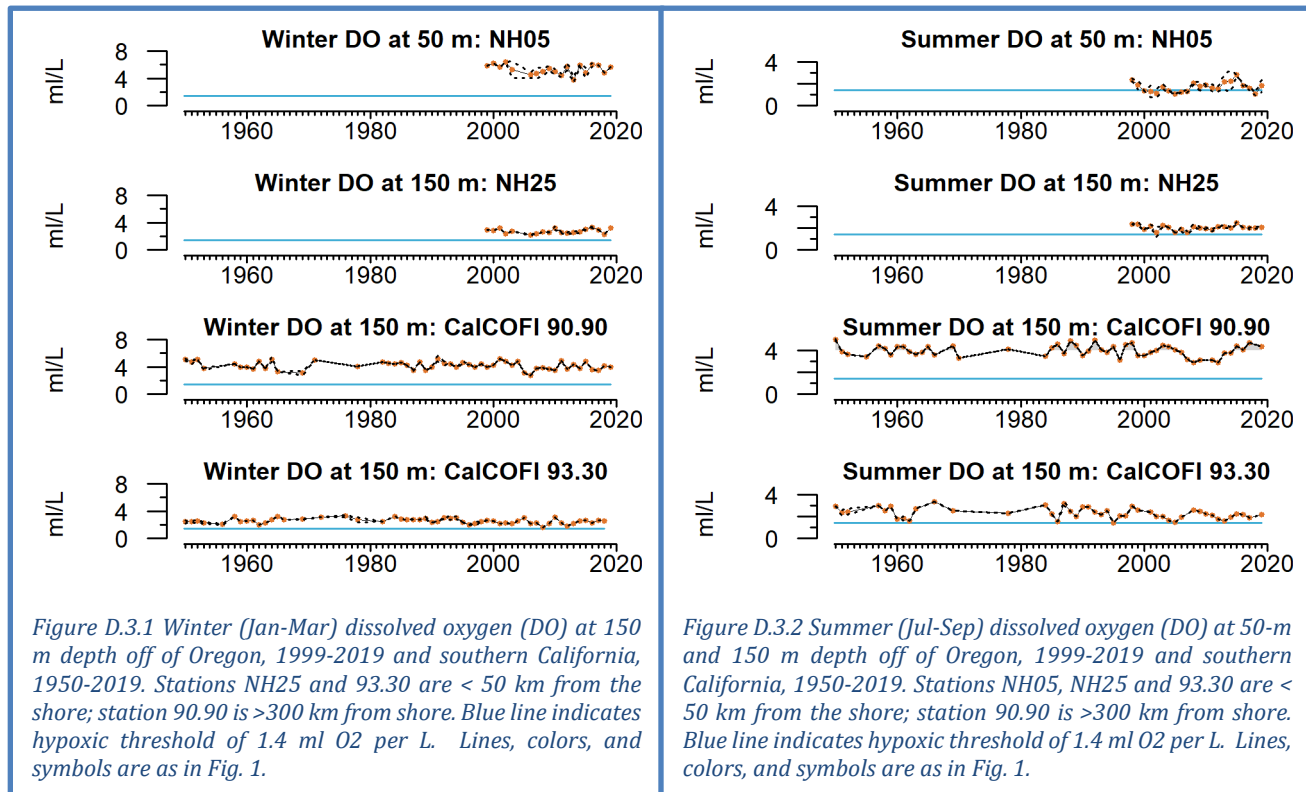 Winter DO at 50 m: NH05
ml/L
8
4
0
1960
1980
2000
2020
Winter DO at 150 m: NH25
ml/L
8
4
0
1960
1980
2000
2020
Winter DO at 150 m: CalCOFI 90.90
ml/L
8
4
0
1960
1980
2000
2020
Winter DO at 150 m: CalCOFI 93.30
ml/L
8
4
0
1960
1980
2000
2020
Figure D.3.1 Winter (Jan-Mar) dissolved oxygen (DO) at 150
m depth off of Oregon, 1999-2019 and southern California,
1950-2019. Stations NH25 and 93.30 are < 50 km from the
shore; station 90.90 is >300 km from shore. Blue line indicates
hypoxic threshold of 1.4 ml O2 per L. Lines, colors, and
symbols are as in Fig. 1.
Summer DO at 50 m: NH05
ml/L
4
2
0
1960
1980
2000
2020
Summer DO at 150 m: NH25
ml/L
4
2
0
1960
1980
2000
2020
Summer DO at 150 m: CalCOFI 90.90
ml/L
4
2
0
1960
1980
2000
2020
Summer DO at 150 m: CalCOFI 93.30
ml/L
4
2
0
1960
1980
2000
2020
Figure D.3.2 Summer (Jul-Sep) dissolved oxygen (DO) at 50-m
and 150 m depth off of Oregon, 1999-2019 and southern
California, 1950-2019. Stations NH05, NH25 and 93.30 are <
50 km from the shore; station 90.90 is >300 km from shore.
Blue line indicates hypoxic threshold of 1.4 ml O2 per L. Lines,
colors, and symbols are as in Fig. 1.